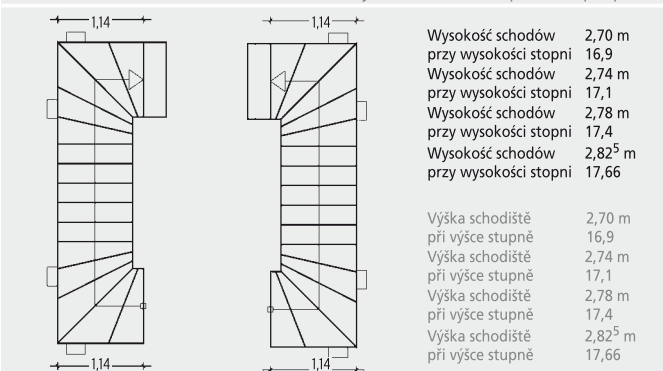 1,14
1,14
Wysokość schodów 2,70 m
przy wysokości stopni 16,9
Wysokość schodów 2,74 m
przy wysokości stopni 17,1
Wysokość schodów 2,78 m
przy wysokości stopni 17,4
Wysokość schodów 2,82⁵ m
przy wysokości stopni 17,66
Výška schodiště 2,70 m
při výšce stupně 16,9
Výška schodiště 2,74 m
při výšce stupně 17,1
Výška schodiště 2,78 m
při výšce stupně 17,4
Výška schodiště 2,82⁵ m
při výšce stupně 17,66
1,14
1,14